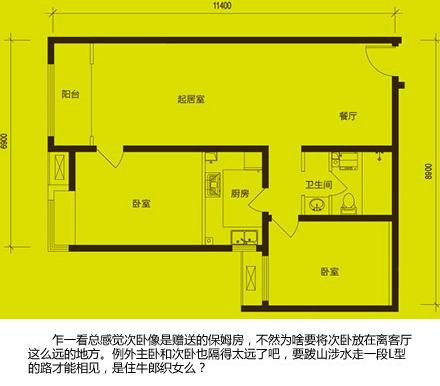 11400
阳台
起居室
餐厅
6900
8900
卧室
厨房
卫生间
卧室
乍一看总感觉次卧像是赠送的保姆房，不然为啥要将次卧放在离客厅
这么远的地方。例外主卧和次卧也隔得太远了吧，要跋山涉水走一段L型
的路才能相见，是住牛郎织女么？